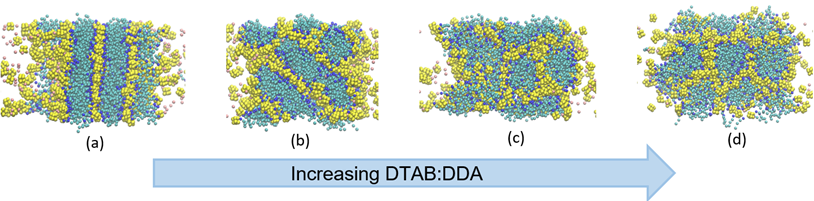 (a)
(b)
(c)
(d)
Increasing DTAB:DDA